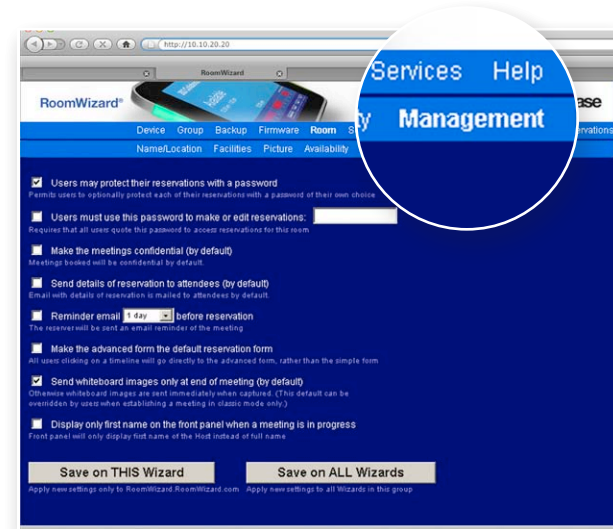 http://10.10.20.20
RoomWizard
Services Help
RoomWizard®
ase
Device Group Backup Firmware Room S
y Management
ervations
Name/Location Facilities Picture Availability
Users may protect their reservations with a password
Permits users to optionally protect each of their reservations with a password of their own choice
Users must use this password to make or edit reservations:
Requires that all users quote this password to access reservations for this room
Make the meetings confidential (by default)
Meetings booked will be confidential by default.
Send details of reservation to attendees (by default)
Email with details of reservation is mailed to attendees by default.
Reminder email 1 day before reservation
The reserver will be sent an email reminder of the meeting
Make the advanced form the default reservation form
All users clicking on a timeline will go directly to the advanced form, rather than the simple form
Send whiteboard images only at end of meeting (by default)
Otherwise whiteboard images are sent immediately when captured. (This default can be
overridden by users when establishing a meeting in classic mode only.)
Display only first name on the front panel when a meeting is in progress
Front panel will only display first name of the Host instead of full name
Save on THIS Wizard Save on ALL Wizards
Apply new settings only to RoomWizard.RoomWizard.com Apply new settings to all Wizards in this group